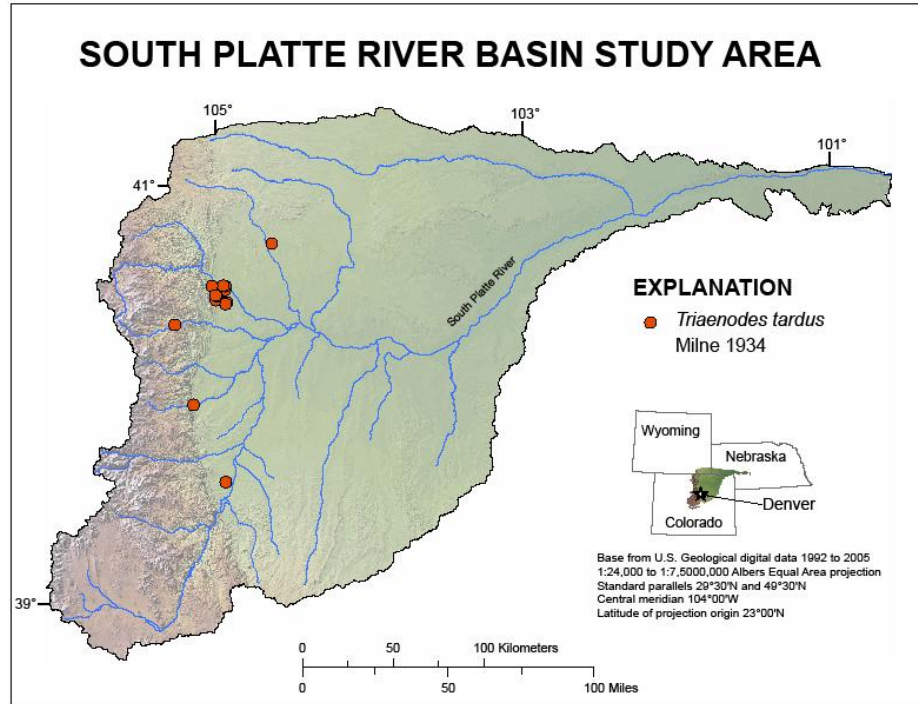 SOUTH PLATTE RIVER BASIN STUDY AREA
105°
103°
101°
41°
South Platte River
EXPLANATION
Triaenodes tardus
Milne 1934
Wyoming
Nebraska
Denver
Colorado
Base from U.S. Geological digital data 1992 to 2005
1:24,000 to 1:7,5000,000 Albers Equal Area projection
Standard parallels 29°30'N and 49°30'N
Central meridian 104°00'W
Latitude of projection origin 23°00'N
39°
0 50 100 Kilometers
0 50 100 Miles